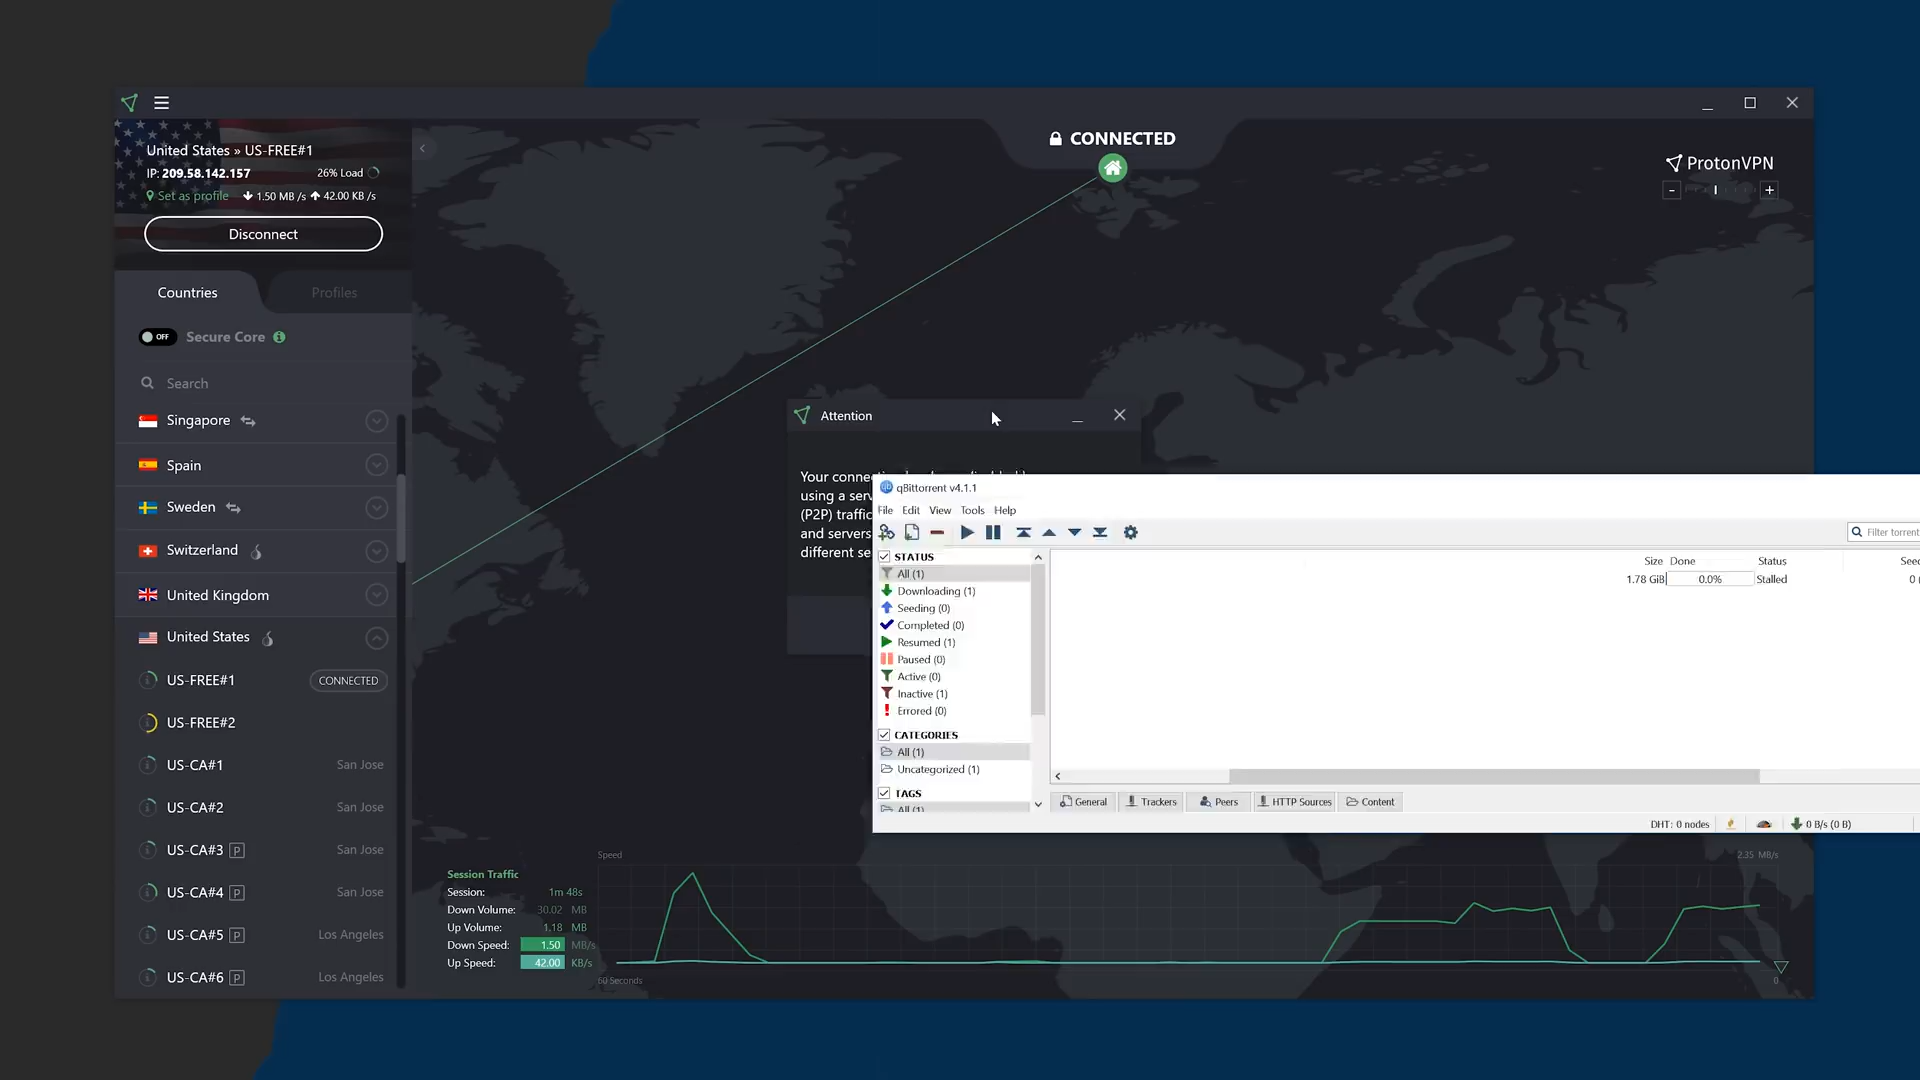 United States » US-FREE#1
IP: 209.58.142.157
26% Load
Set as profile
1.50 MB /s
42.00 KB /s
Disconnect
Countries
Profiles
OFF
Secure Core
Search
Singapore
Spain
Sweden
Switzerland
United Kingdom
United States
US-FREE#1
CONNECTED
US-FREE#2
US-CA#1
San Jose
US-CA#2
San Jose
US-CA#3 P
San Jose
US-CA#4 P
San Jose
US-CA#5 P
Los Angeles
US-CA#6 P
Los Angeles
CONNECTED
ProtonVPN
- +
Attention
Your
using a
(P2P) traffic
and servers
different
qBittorrent v4.1.1
File Edit View Tools Help
Filter
STATUS
All (1)
Downloading (1)
Seeding (0)
Completed (0)
Resumed (1)
Paused (0)
Active (0)
Inactive (1)
Errored (0)
CATEGORIES
All (1)
Uncategorized (1)
TAGS
All (1)
Size Done Status
1.78 GiB 0.0% Stalled 0
General Trackers Peers HTTP Sources Content
DHT: 0 nodes
0 B/s (0 B)
Session Traffic
Session: 1m 48s
Down Volume: 30.02 MB
Up Volume: 1.18 MB
Down Speed: 1.50 MB/s
Up Speed: 42.00 KB/s
Speed
2.35 MB/s
60 Seconds
0